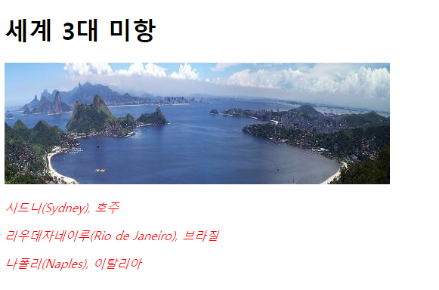 세계 3대 미항
시드니(Sydney), 호주
리우데자네이루(Rio de Janeiro), 브라질
나폴리(Naples), 이탈리아